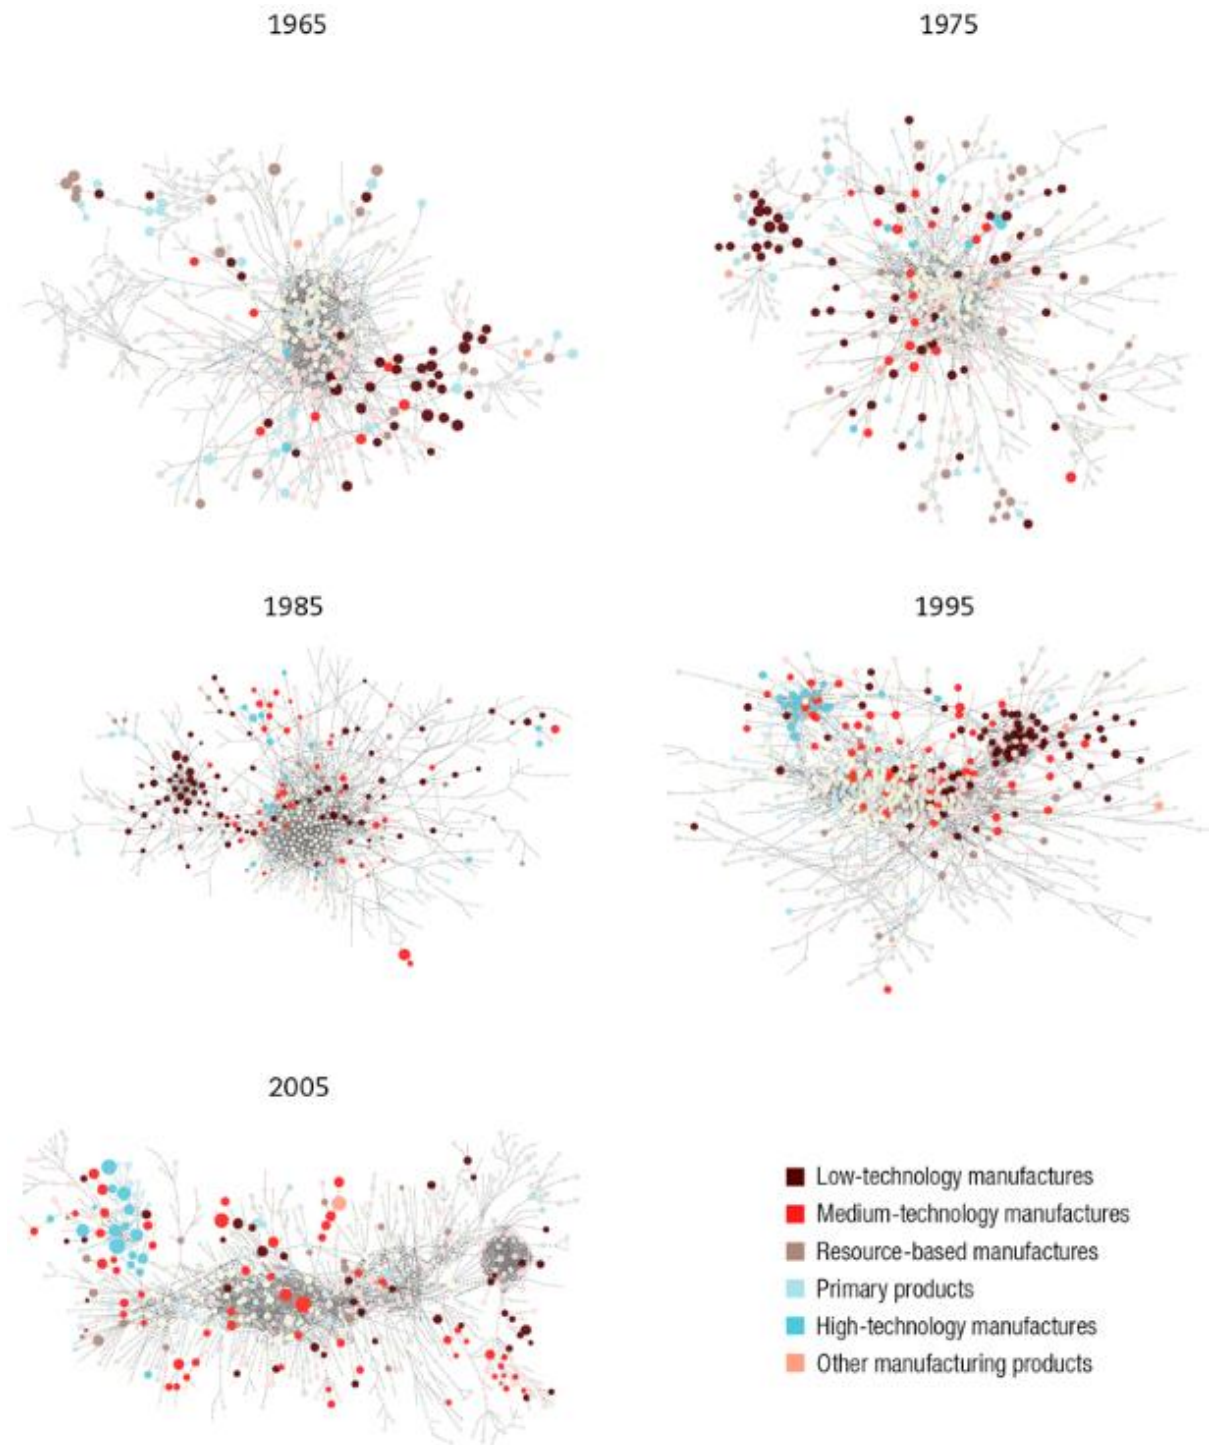 1965
1975
1985
1995
2005
Low-technology manufactures
Medium-technology manufactures
Resource-based manufactures
Primary products
High-technology manufactures
Other manufacturing products